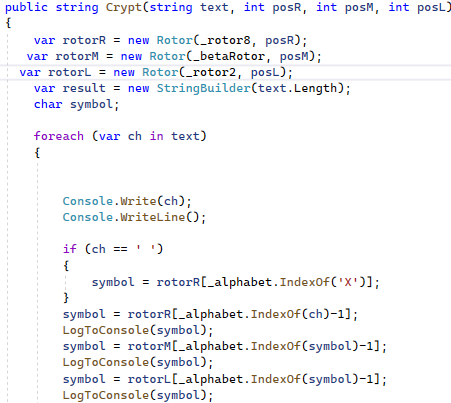 public string Crypt(string text, int posR, int posM, int posL)
{
var rotorR = new Rotor(_rotor8, posR);
var rotorM = new Rotor(_betaRotor, posM);
var rotorL = new Rotor(_rotor2, posL);
var result = new StringBuilder(text.Length);
char symbol;
foreach (var ch in text)
{
Console.Write(ch);
Console.WriteLine();
if (ch == ' ')
{
symbol = rotorR[_alphabet.IndexOf('X')];
}
symbol = rotorR[_alphabet.IndexOf(ch)-1];
LogToConsole(symbol);
symbol = rotorM[_alphabet.IndexOf(symbol)-1];
LogToConsole(symbol);
symbol = rotorL[_alphabet.IndexOf(symbol)-1];
LogToConsole(symbol);